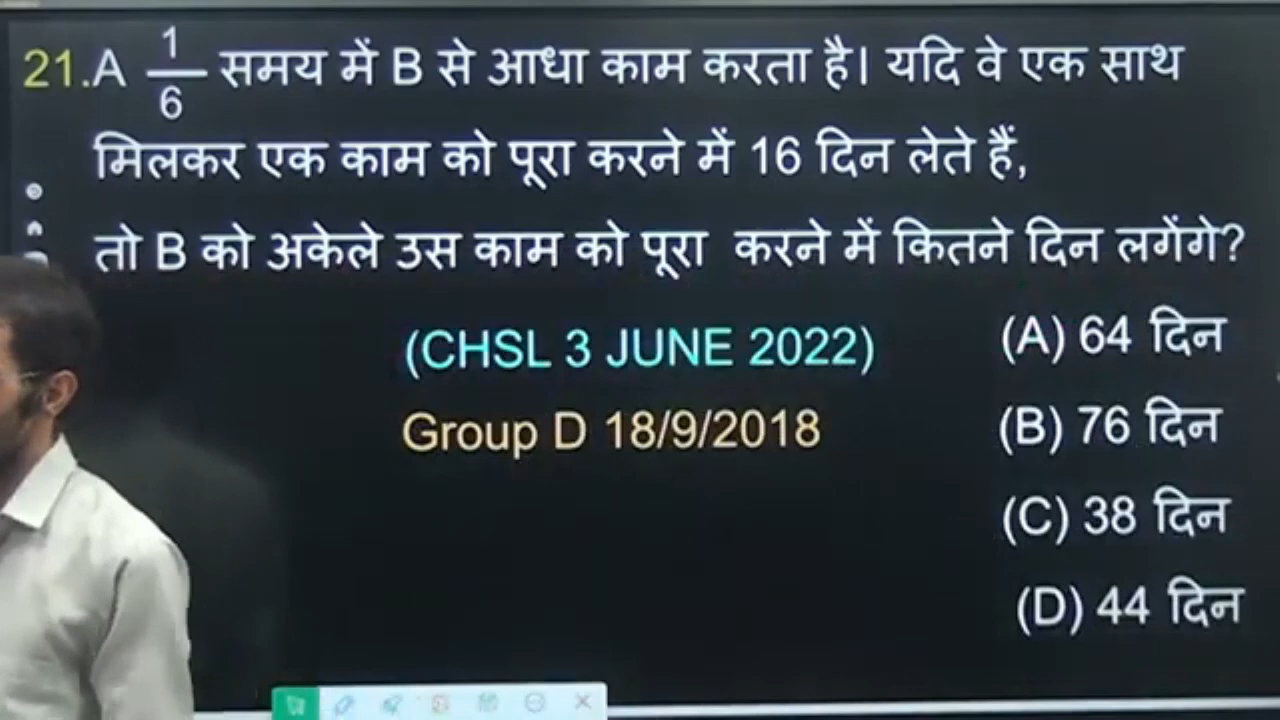 21.A 1/6 समय में B से आधा काम करता है। यदि वे एक साथ
मिलकर एक काम को पूरा करने में 16 दिन लेते हैं,
तो B को अकेले उस काम को पूरा करने में कितने दिन लगेंगे?
(CHSL 3 JUNE 2022)
Group D 18/9/2018
(A) 64 दिन
(B) 76 दिन
(C) 38 दिन
(D) 44 दिन